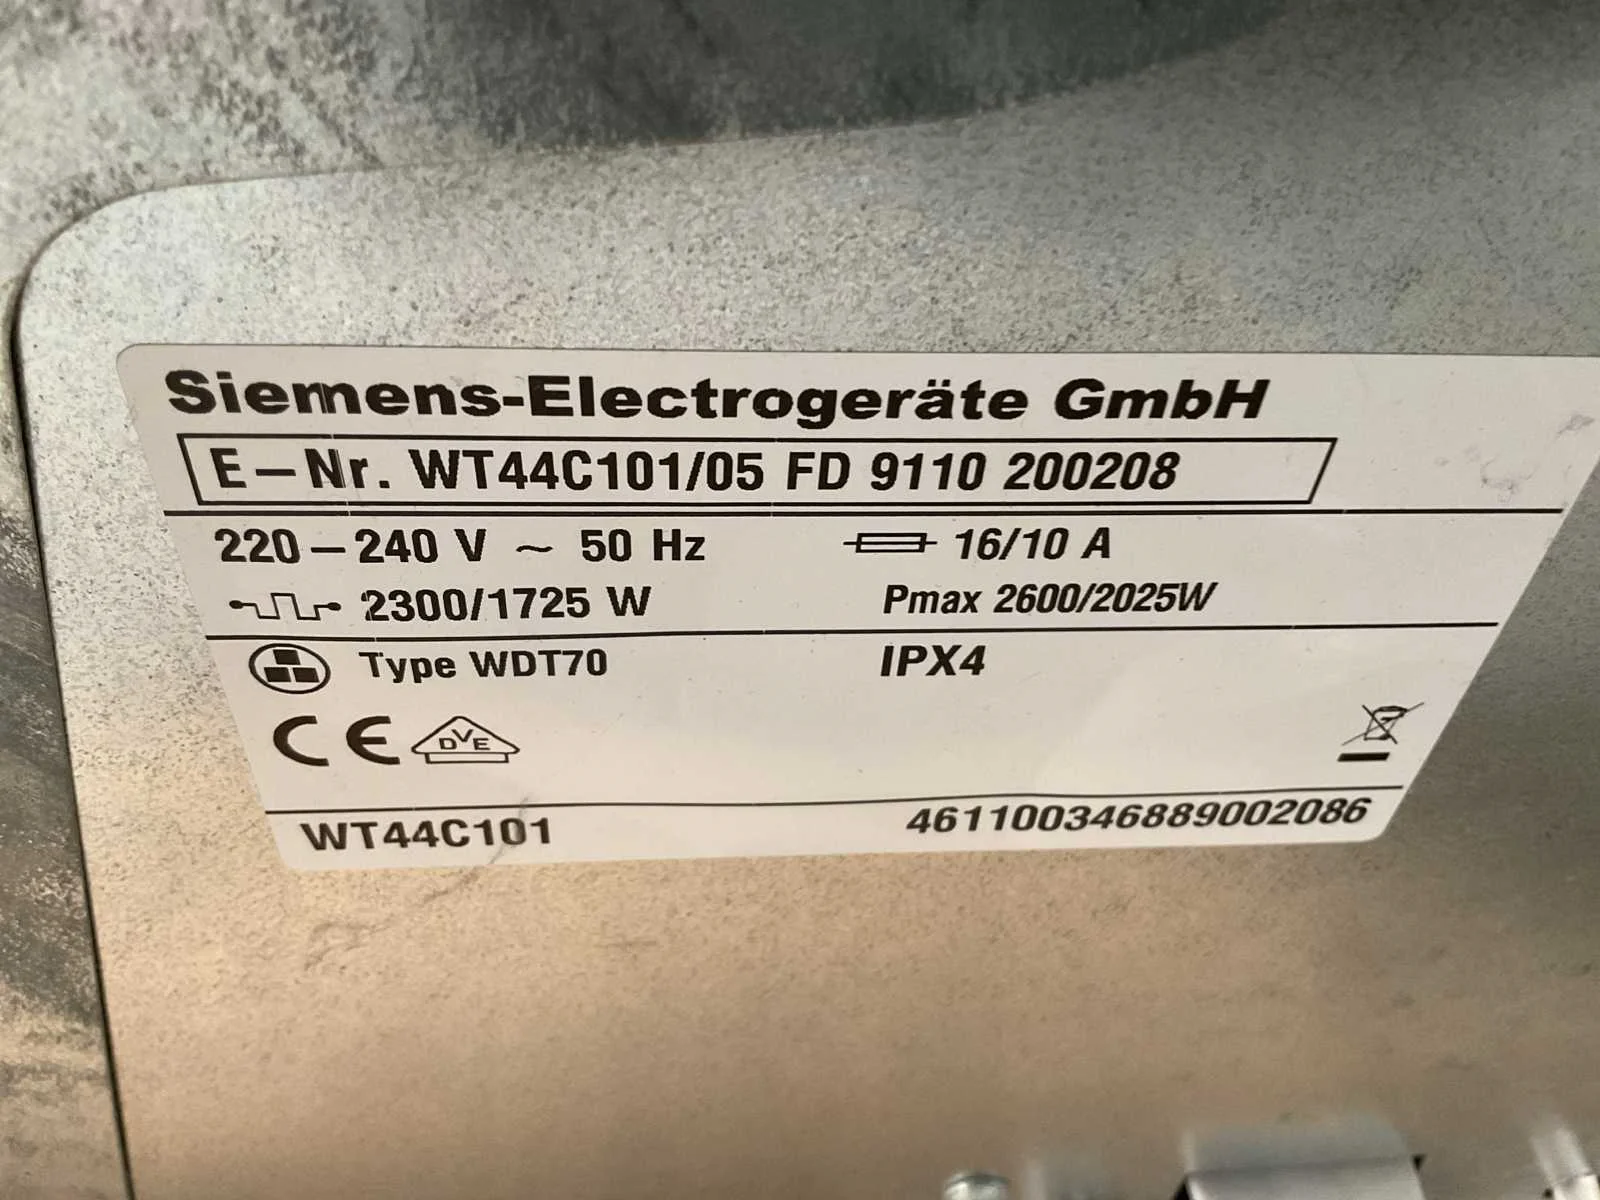 Siemens-Electrogeräte GmbH
E-Nr. WT44C101/05 FD 9110 200208
220-240 V ~ 50 Hz 16/10 A
2300/1725 W Pmax 2600/2025W
Type WDT70 IPX4
CE DVE
WT44C101 461100346889002086